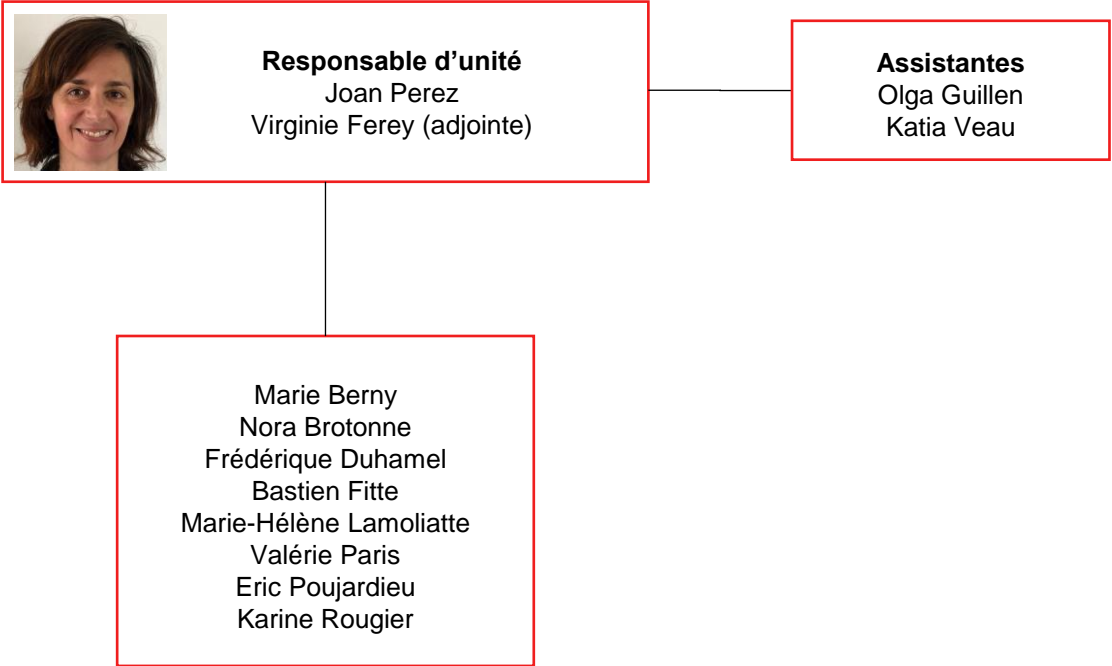 Responsable d’unité
Joan Perez
Virginie Ferey (adjointe)
Assistantes
Olga Guillen
Katia Veau
Marie Berny
Nora Brotonne
Frédérique Duhamel
Bastien Fitte
Marie-Hélène Lamoliatte
Valérie Paris
Eric Poujardieu
Karine Rougier